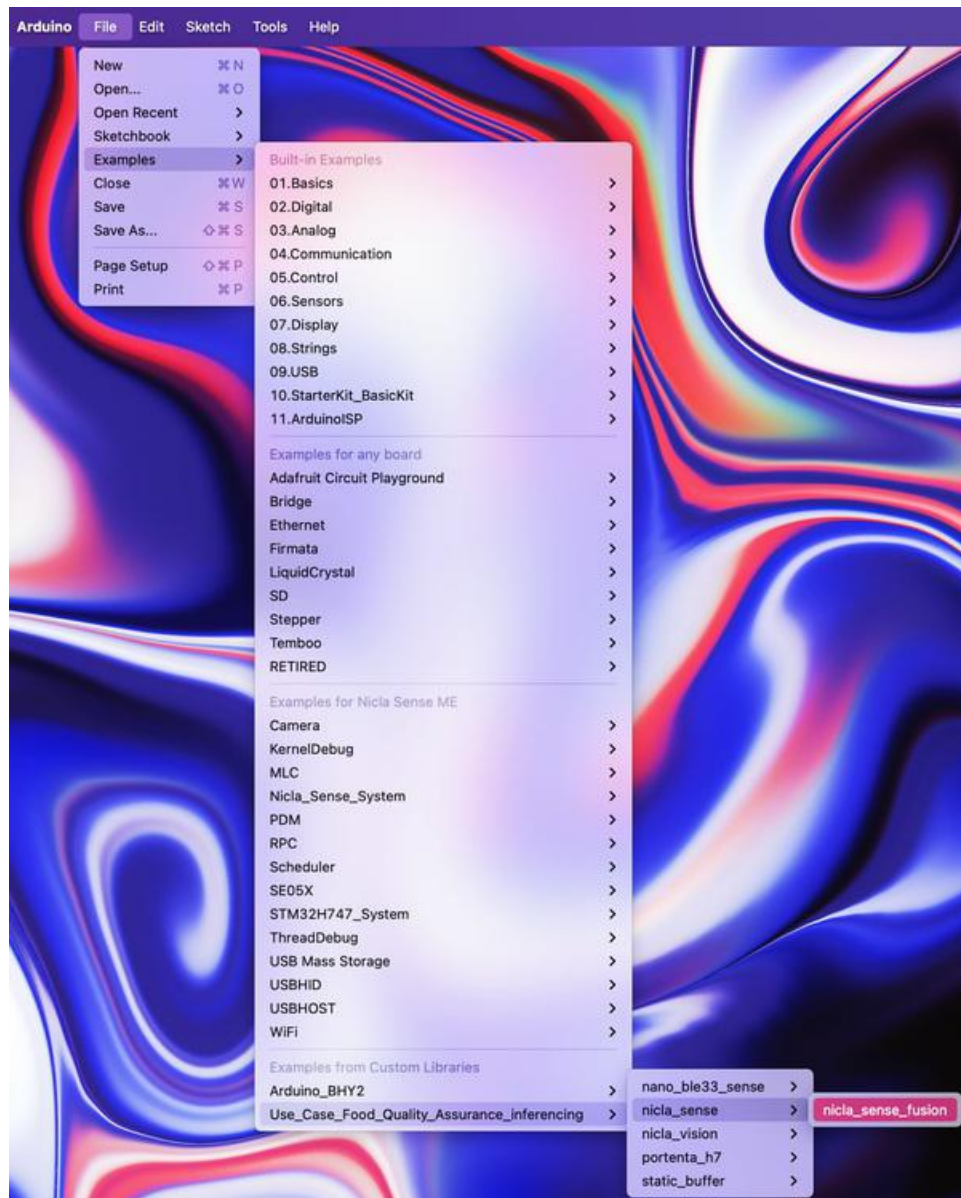 Arduino File Edit Sketch Tools Help
New ⌘ N
Open... ⌘ O
Open Recent >
Sketchbook >
Examples >
Close ⌘ W
Save ⌘ S
Save As... ⇧ ⌘ S
Page Setup ⇧ ⌘ P
Print ⌘ P
Built-in Examples
01.Basics >
02.Digital >
03.Analog >
04.Communication >
05.Control >
06.Sensors >
07.Display >
08.Strings >
09.USB >
10.StarterKit_BasicKit >
11.ArduinoISP >
Examples for any board
Adafruit Circuit Playground >
Bridge >
Ethernet >
Firmata >
LiquidCrystal >
SD >
Stepper >
Temboo >
RETIRED >
Examples for Nicla Sense ME
Camera >
KernelDebug >
MLC >
Nicla_Sense_System >
PDM >
RPC >
Scheduler >
SE05X >
STM32H747_System >
ThreadDebug >
USB Mass Storage >
USBHID >
USBHOST >
WiFi >
Examples from Custom Libraries
Arduino_BHY2 >
Use_Case_Food_Quality_Assurance_inferencing >
nano_ble33_sense >
nicla_sense >
nicla_vision >
portenta_h7 >
static_buffer >
nicla_sense_fusion